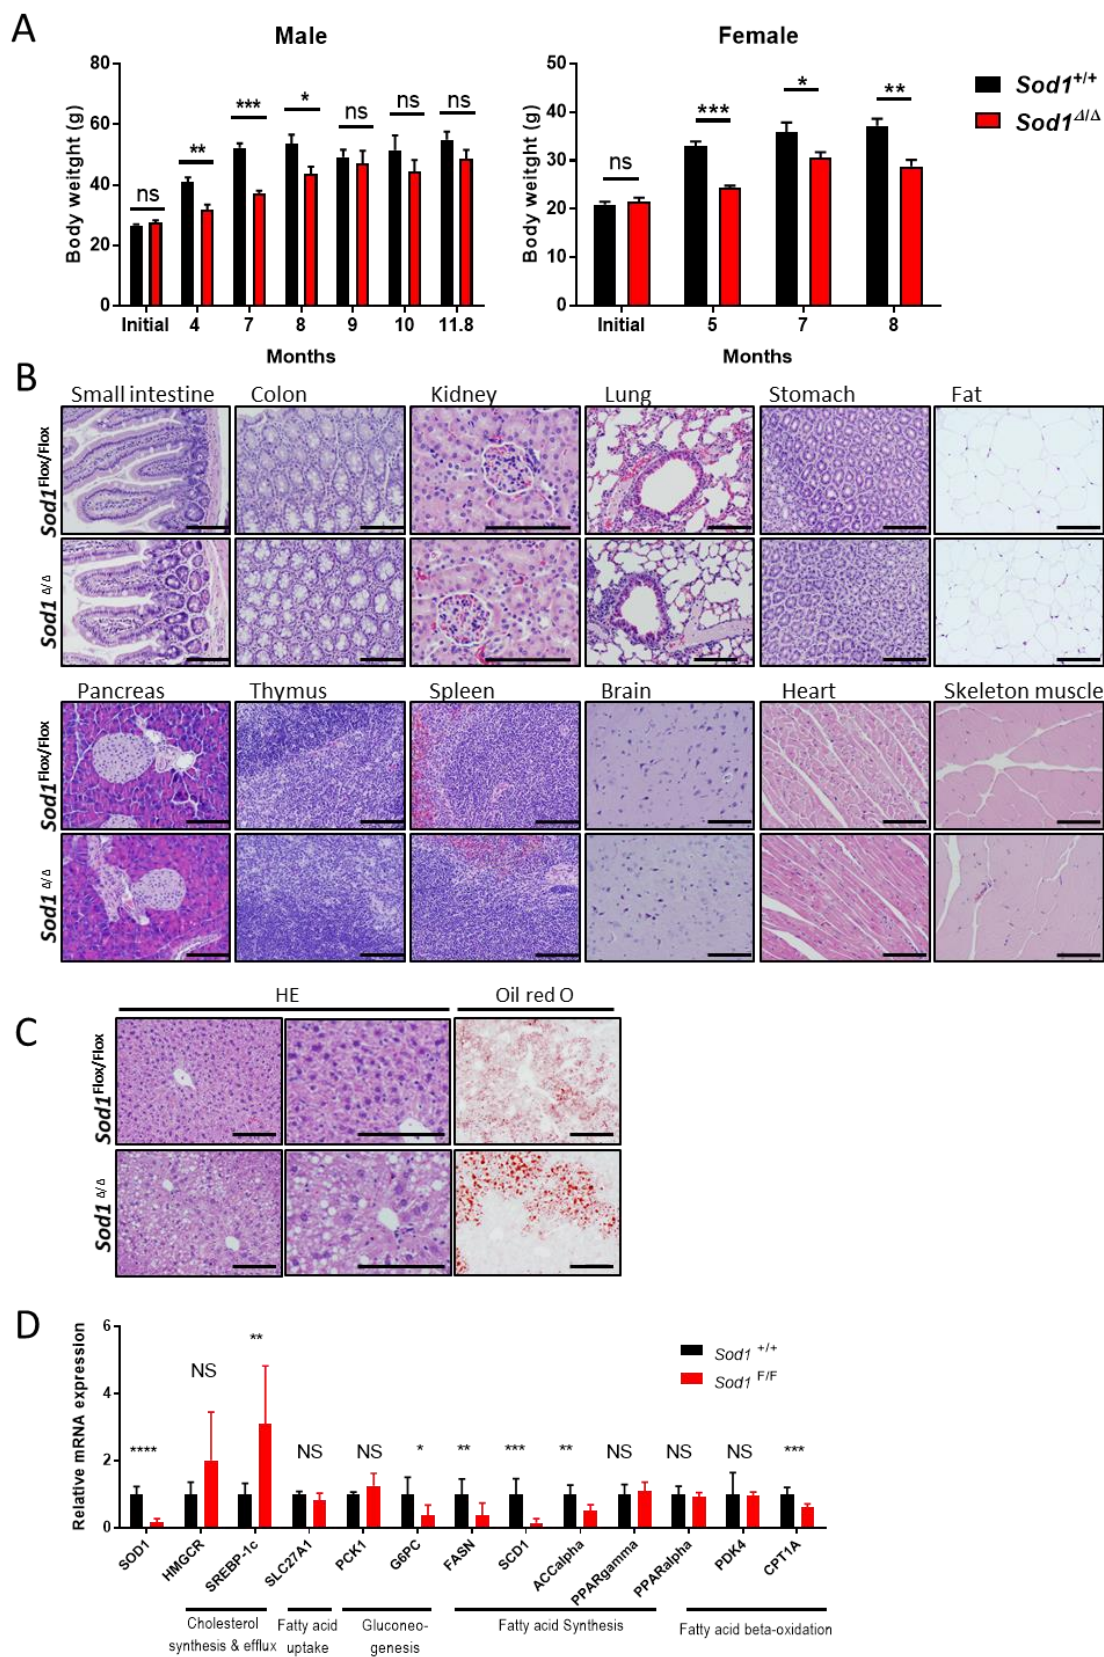 A
Male
Female
80
60
40
20
0
Body weitght (g)
ns
**
***
*
ns
ns
ns
Initial 4 7 8 9 10 11.8
Months
50
40
30
20
10
0
Body weitght (g)
ns
***
*
**
Initial 5 7 8
Months
Sod1+/+
Sod1Δ/Δ
B
Small intestine Colon Kidney Lung Stomach Fat
Sod1Flox/Flox
Sod1 Δ/Δ
Pancreas Thymus Spleen Brain Heart Skeleton muscle
Sod1Flox/Flox
Sod1 Δ/Δ
C
HE Oil red O
Sod1Flox/Flox
Sod1 Δ/Δ
D
Relative mRNA expression
6
4
2
0
Sod1 +/+
Sod1 F/F
**** NS ** NS NS * ** *** ** NS NS NS ***
SOD1 HMGCR SREBP-1c SLC27A1 PCK1 G6PC FASN SCD1 ACCalpha PPARgamma PPARalpha PDK4 CPT1A
Cholesterol
synthesis & efflux
Fatty acid
uptake
Gluconeo-
genesis
Fatty acid Synthesis
Fatty acid beta-oxidation